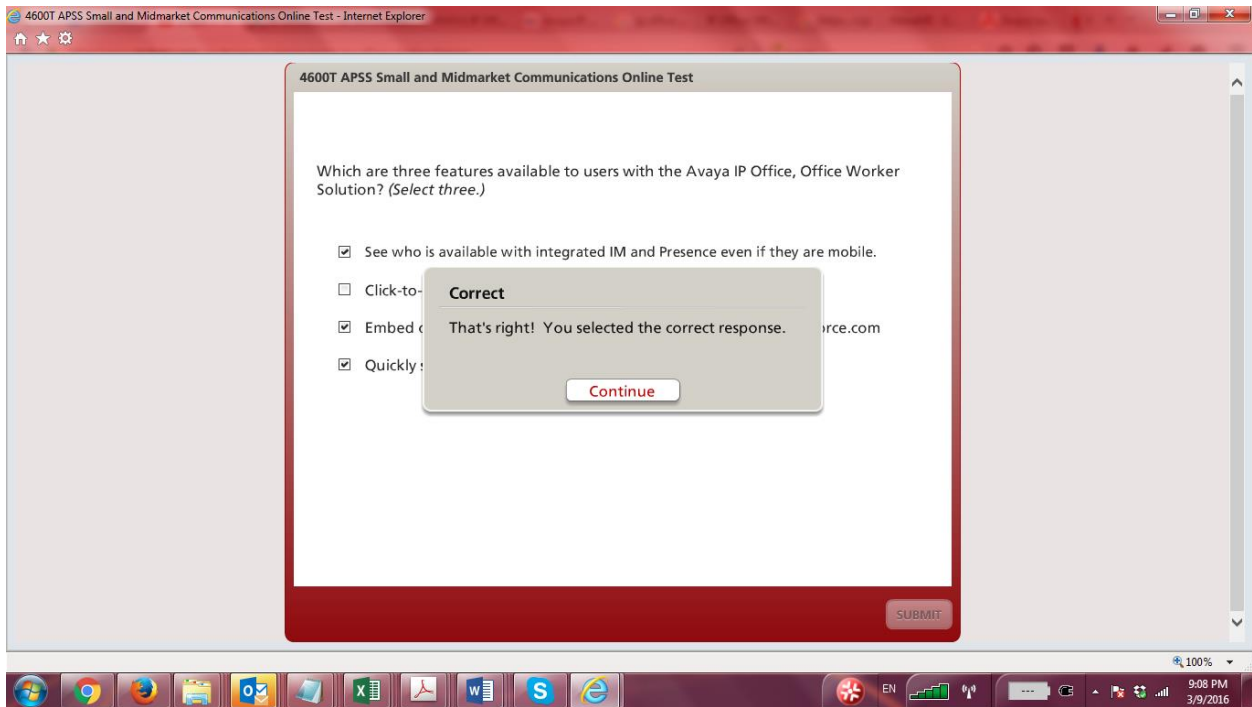 4600T APSS Small and Midmarket Communications Online Test - Internet Explorer
4600T APSS Small and Midmarket Communications Online Test
Which are three features available to users with the Avaya IP Office, Office Worker
Solution? (Select three.)
See who is available with integrated IM and Presence even if they are mobile.
Click-to-
Correct
Embed
That's right! You selected the correct response.
rce.com
Quickly
Continue
SUBMIT
100%
EN
9:08 PM
3/9/2016